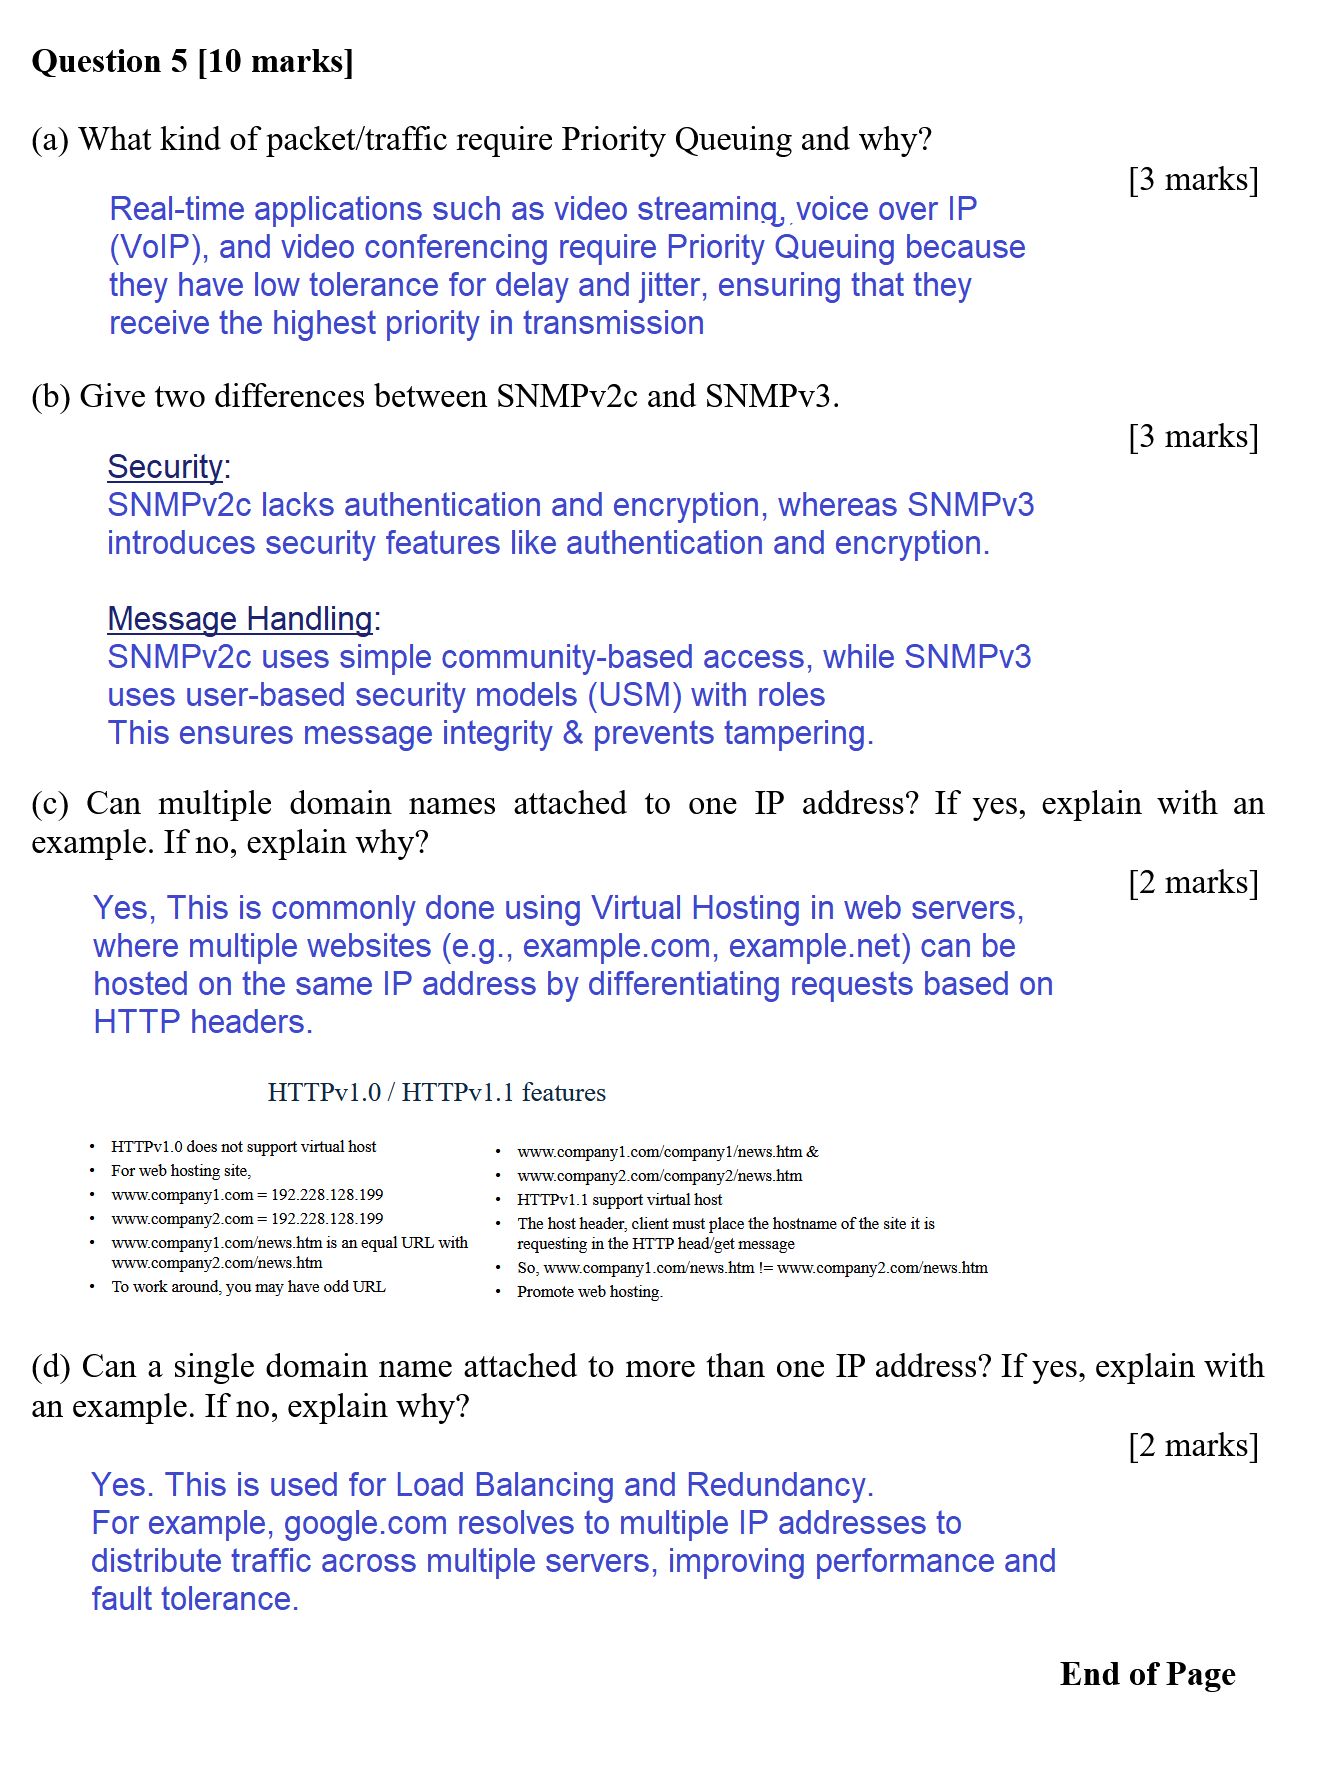 Question 5 [10 marks]
(a) What kind of packet/traffic require Priority Queuing and why?
[3 marks]
Real-time applications such as video streaming, voice over IP
(VoIP), and video conferencing require Priority Queuing because
they have low tolerance for delay and jitter, ensuring that they
receive the highest priority in transmission
(b) Give two differences between SNMPv2c and SNMPv3.
[3 marks]
Security:
SNMPv2c lacks authentication and encryption, whereas SNMPv3
introduces security features like authentication and encryption.
Message Handling:
SNMPv2c uses simple community-based access, while SNMPv3
uses user-based security models (USM) with roles
This ensures message integrity & prevents tampering.
(c) Can multiple domain names attached to one IP address? If yes, explain with an
example. If no, explain why?
[2 marks]
Yes, This is commonly done using Virtual Hosting in web servers,
where multiple websites (e.g., example.com, example.net) can be
hosted on the same IP address by differentiating requests based on
HTTP headers.
HTTPv1.0 / HTTPv1.1 features
• HTTPv1.0 does not support virtual host
• For web hosting site,
• www.company1.com = 192.228.128.199
• www.company2.com = 192.228.128.199
• www.company1.com/news.htm is an equal URL with
www.company2.com/news.htm
• To work around, you may have odd URL
• www.company1.com/company1/news.htm &
• www.company2.com/company2/news.htm
• HTTPv1.1 support virtual host
• The host header, client must place the hostname of the site it is
requesting in the HTTP head/get message
• So, www.company1.com/news.htm != www.company2.com/news.htm
• Promote web hosting.
(d) Can a single domain name attached to more than one IP address? If yes, explain with
an example. If no, explain why?
[2 marks]
Yes. This is used for Load Balancing and Redundancy.
For example, google.com resolves to multiple IP addresses to
distribute traffic across multiple servers, improving performance and
fault tolerance.
End of Page